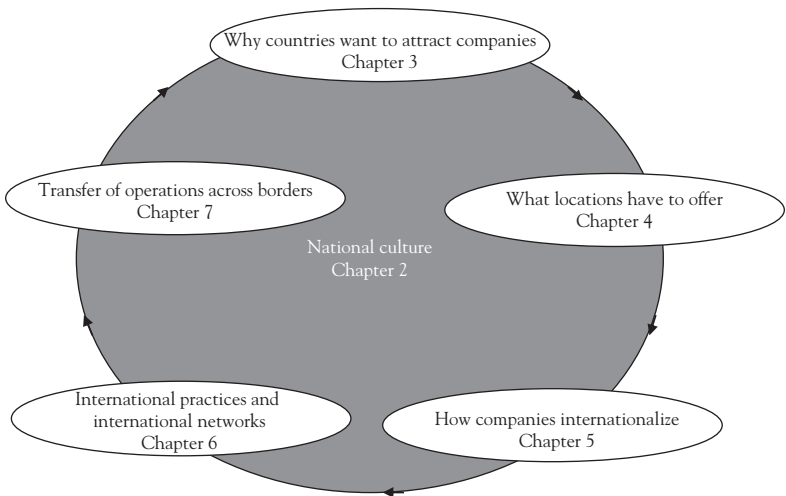 Why countries want to attract companies
Chapter 3
What locations have to offer
Chapter 4
How companies internationalize
Chapter 5
International practices and
international networks
Chapter 6
Transfer of operations across borders
Chapter 7
National culture
Chapter 2